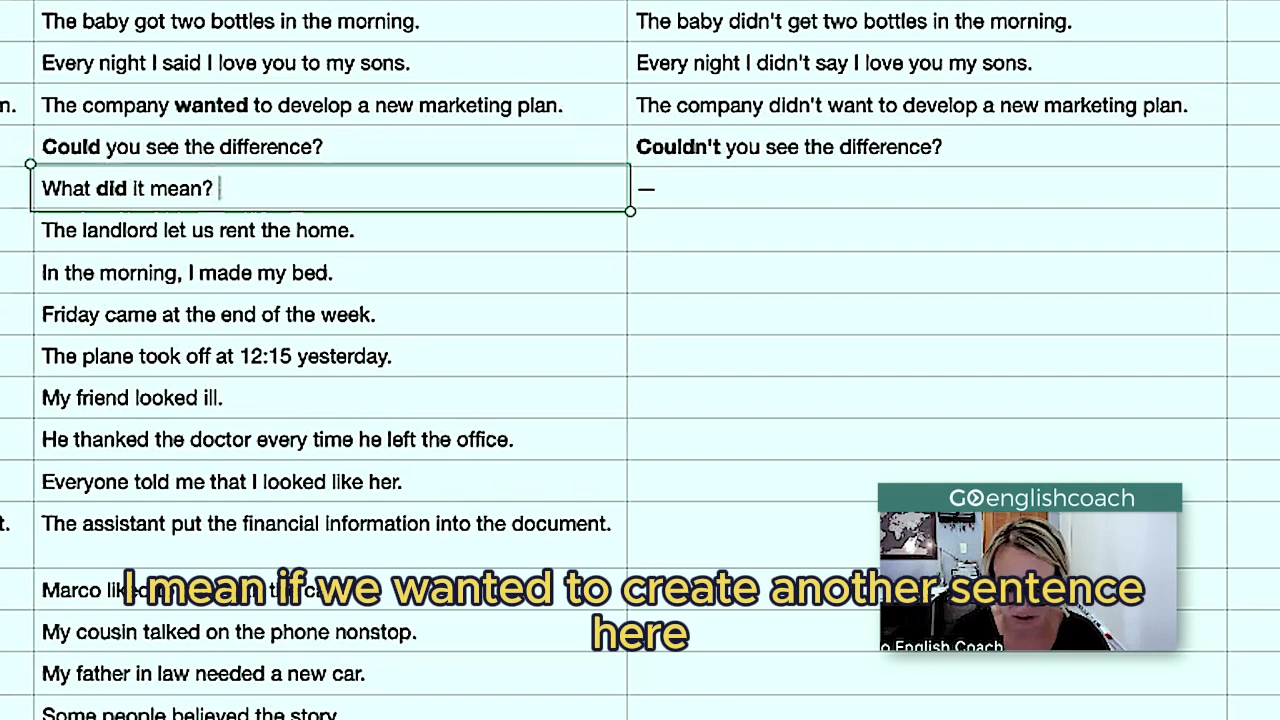 The baby got two bottles in the morning. The baby didn't get two bottles in the morning.
Every night I said I love you to my sons. Every night I didn't say I love you my sons.
n. The company wanted to develop a new marketing plan. The company didn't want to develop a new marketing plan.
Could you see the difference? Couldn't you see the difference?
What did it mean? —
The landlord let us rent the home.
In the morning, I made my bed.
Friday came at the end of the week.
The plane took off at 12:15 yesterday.
My friend looked ill.
He thanked the doctor every time he left the office.
Everyone told me that I looked like her.
GO englishcoach
t. The assistant put the financial information into the document.
Marco
I mean if we wanted to create another sentence
here
My cousin talked on the phone nonstop.
o English Coach
My father in law needed a new car.
Some people believed the story